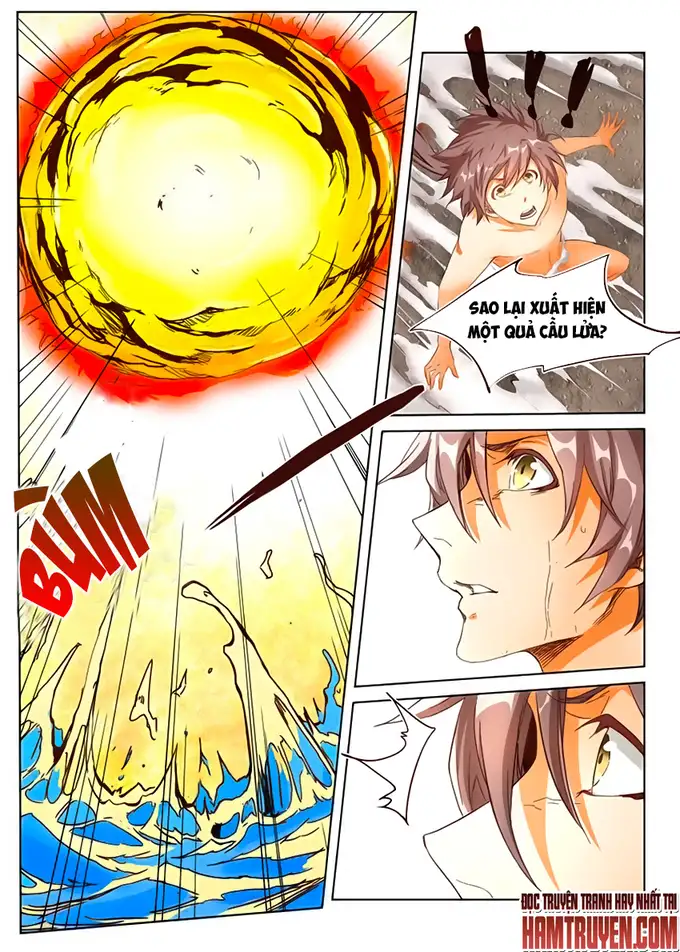 SAO LẠI XUẤT HIỆN
MỘT QUẢ CẦU LỬA?
BÙM
ĐỌC TRUYỆN TRANH HAY NHẤT TẠI
HAMTRUYEN.COM